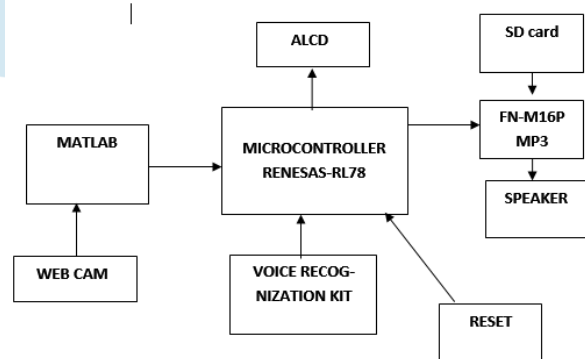 ALCD
SD card
MATLAB
MICROCONTROLLER
RENESAS-RL78
FN-M16P
MP3
SPEAKER
WEB CAM
VOICE RECOG-
NIZATION KIT
RESET